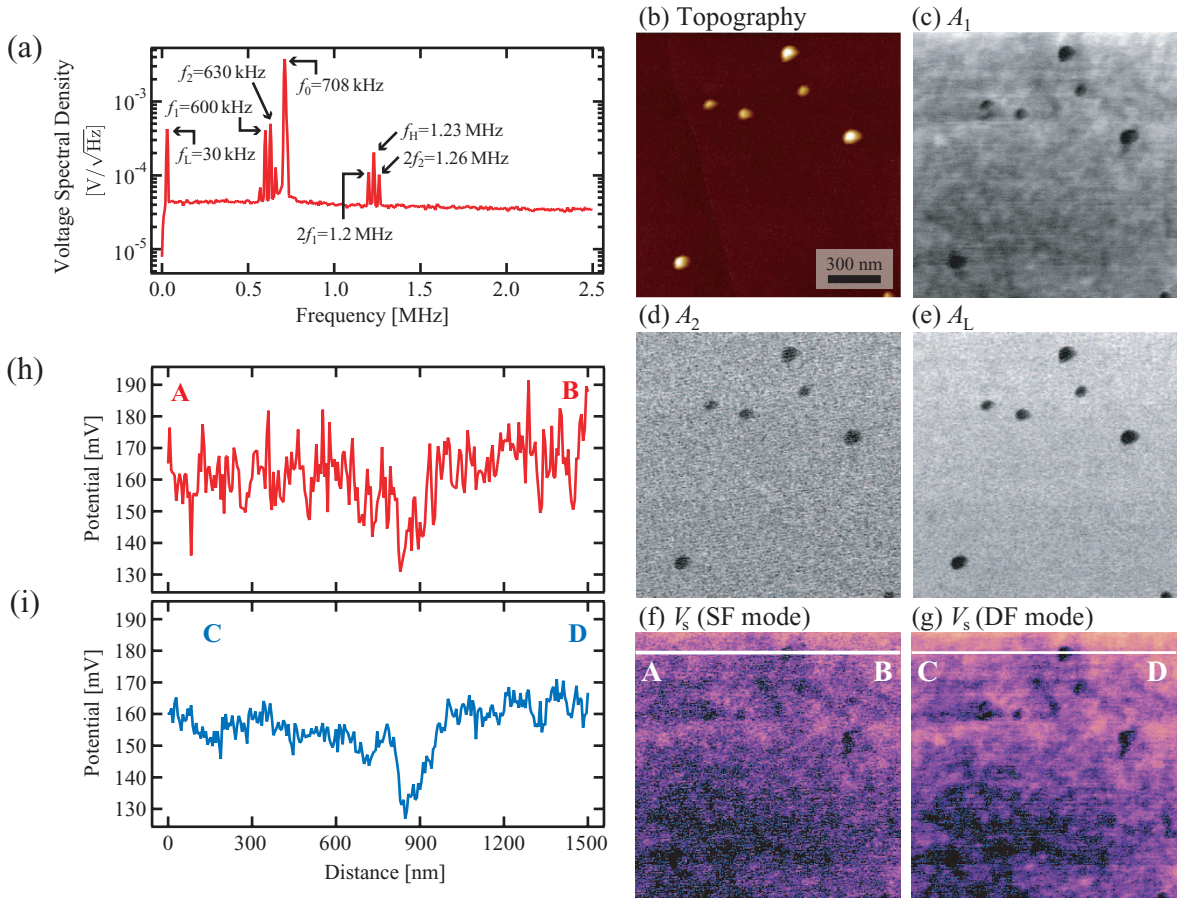 (a)
Voltage Spectral Density
[V/√Hz]
10⁻³
10⁻⁴
10⁻⁵
f₂=630 kHz
f₁=600 kHz
f₀=708 kHz
f_L=30 kHz
f_H=1.23 MHz
2f₂=1.26 MHz
2f₁=1.2 MHz
0.0 0.5 1.0 1.5 2.0 2.5
Frequency [MHz]
(b) Topography
300 nm
(c) A₁
(d) A₂
(e) A_L
(f) Vₛ (SF mode)
A B
(g) Vₛ (DF mode)
C D
(h)
Potential [mV]
190
180
170
160
150
140
130
A B
(i)
Potential [mV]
190
180
170
160
150
140
130
C D
0 300 600 900 1200 1500
Distance [nm]